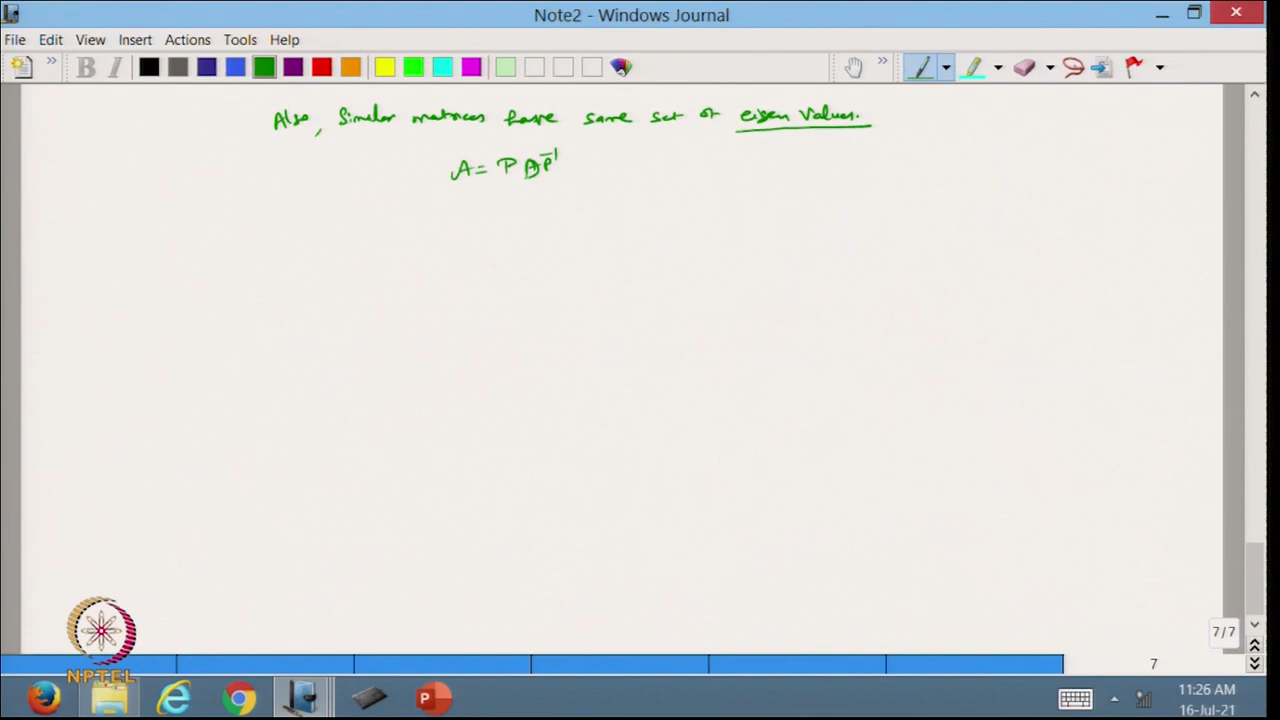 Note2 - Windows Journal
File Edit View Insert Actions Tools Help
B I
Also, Similar matrices have same set of eigen values.
A = P D P⁻¹
7/7
7
NPTEL
11:26 AM
16-Jul-21